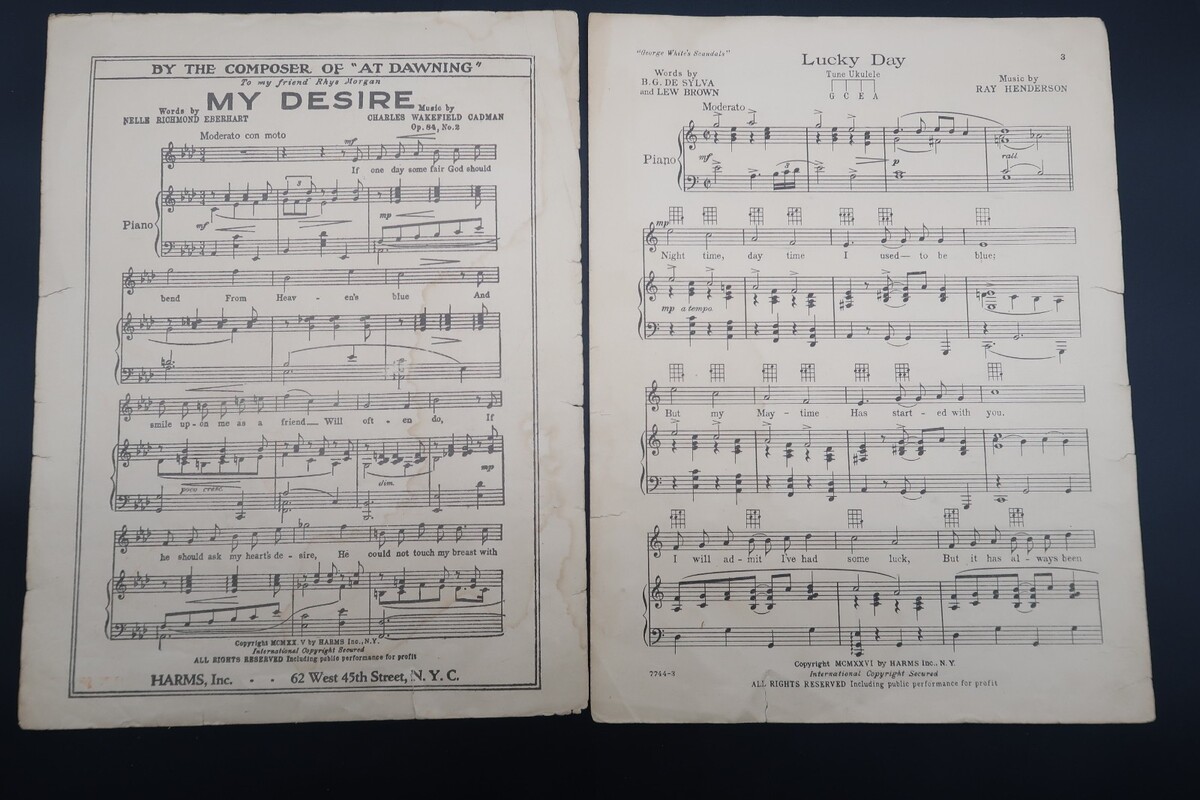 BY THE COMPOSER OF "AT DAWNING"
To my friend Rhys Morgan
MY DESIRE
Words by
NELLE RICHMOND EBERHART
Music by
CHARLES WAKEFIELD CADMAN
Op. 84, No. 2
Moderato con moto
mf
If one day some fair God should
3
Piano
mf
mp
bend From Heav - en's blue And
smile up-on me as a friend Will oft - en do, If
poco cresc.
dim.
mp
he should ask my heart's de - sire, He could not touch my breast with
Copyright MCMXXV by HARMS Inc., N.Y.
International Copyright Secured
ALL RIGHTS RESERVED Including public performance for profit
HARMS, Inc. - - 62 West 45th Street, N. Y. C.
"George White's Scandals"
3
Lucky Day
Words by
B.G. DE SYLVA
and LEW BROWN
Tune Ukulele
G C E A
Music by
RAY HENDERSON
Moderato
Piano
mf
3
p
rall
mp
Night time, day time I used— to be blue;
mp a tempo
But my May - time Has start - ed with you.
I will ad - mit I've had some luck, But it has al - ways been
7744-3
Copyright MCMXXVI by HARMS Inc., N.Y.
International Copyright Secured
ALL RIGHTS RESERVED Including public performance for profit